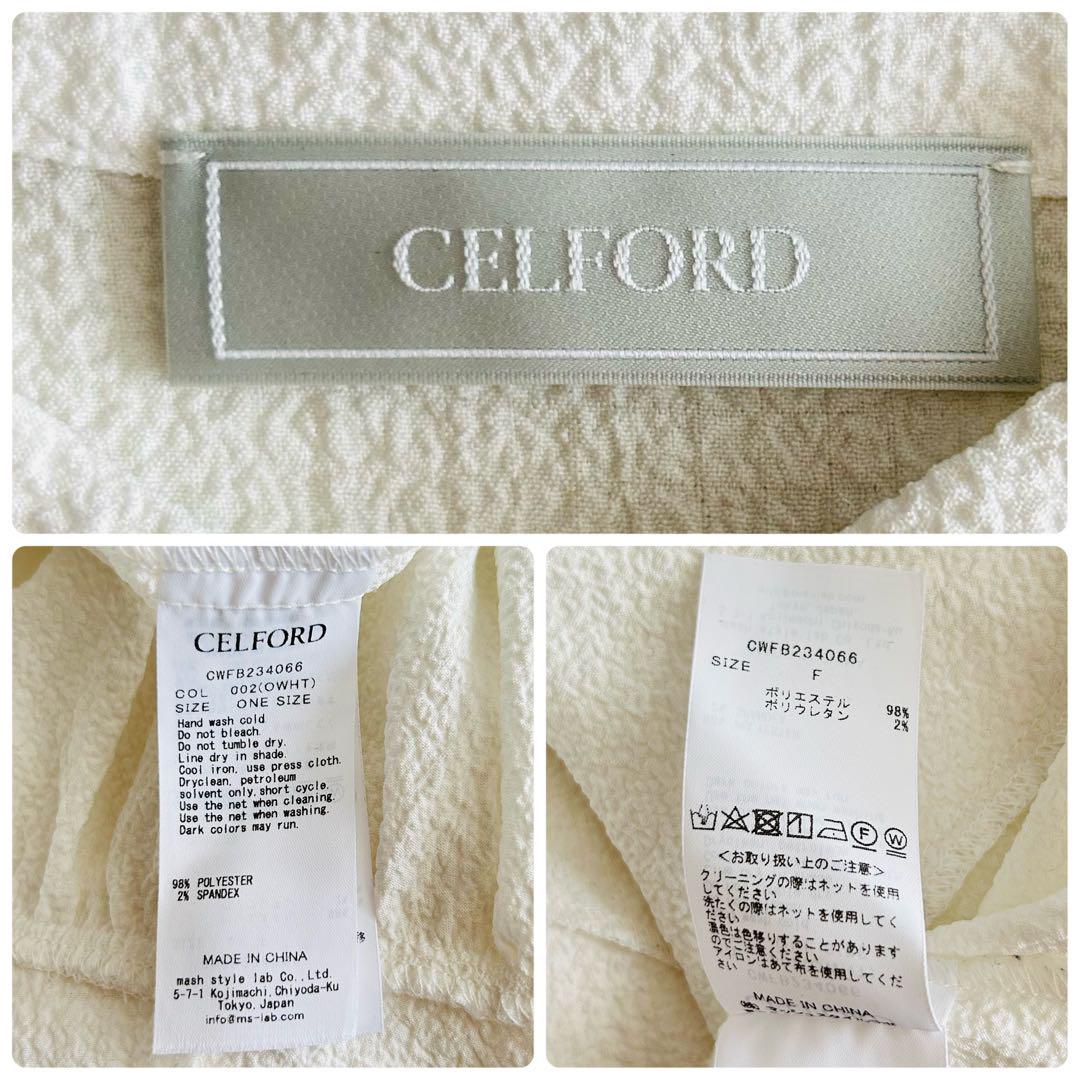 CELFORD
CELFORD
CWFB234066
COL 002(OWHT)
SIZE ONE SIZE
Hand wash cold.
Do not bleach.
Do not tumble dry.
Line dry in shade.
Cool iron, use press cloth.
Dryclean, petroleum
solvent only, short cycle.
Use the net when cleaning.
Use the net when washing.
Dark colors may run.
98% POLYESTER
2% SPANDEX
MADE IN CHINA
mash style lab Co., Ltd.
5-7-1 Kojimachi, Chiyoda-Ku
Tokyo, Japan
info@ms-lab.com
CWFB234066
SIZE F
ポリエステル 98%
ポリウレタン 2%
F W
<お取り扱い上のご注意>
クリーニングの際はネットを使用
してください
洗たくの際はネットを使用してく
ださい
濃色は色移りすることがあります
のでご注意ください
アイロンはあて布を使用してくだ
さい
MADE IN CHINA